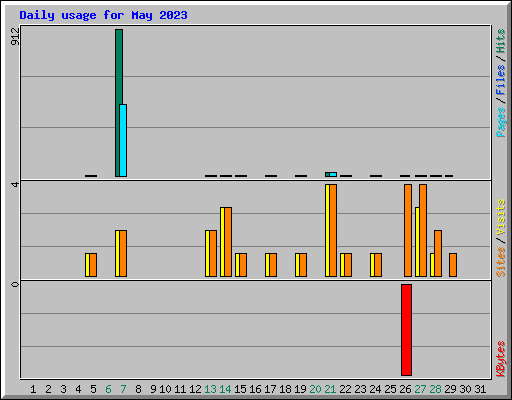 Daily usage for May 2023
912
4
0
Pages / Files / Hits
Sites / Visits
KBytes
1 2 3 4 5 6 7 8 9 10 11 12 13 14 15 16 17 18 19 20 21 22 23 24 25 26 27 28 29 30 31